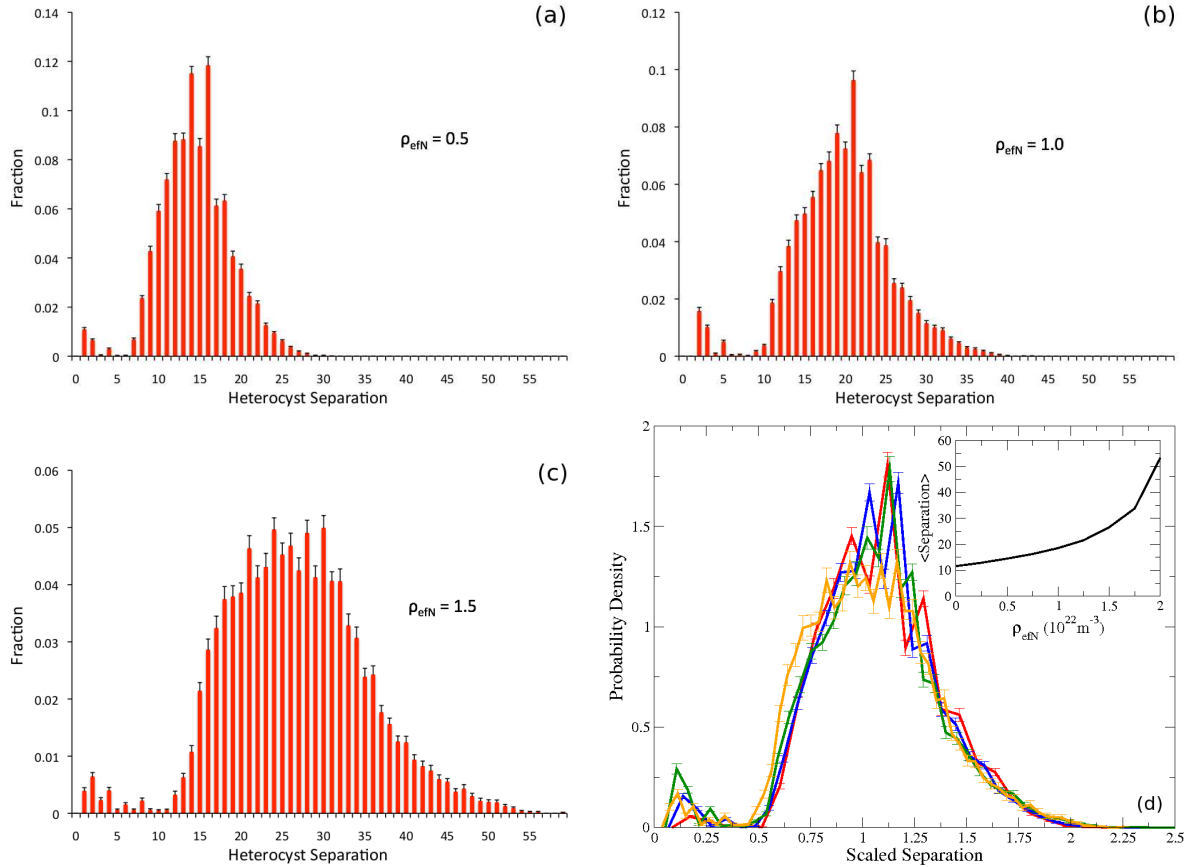 (a)
0.14
0.12
0.1
0.08
0.06
0.04
0.02
0
Fraction
ρefN = 0.5
0 5 10 15 20 25 30 35 40 45 50 55
Heterocyst Separation
(b)
0.12
0.1
0.08
0.06
0.04
0.02
0
Fraction
ρefN = 1.0
0 5 10 15 20 25 30 35 40 45 50 55
Heterocyst Separation
(c)
0.06
0.05
0.04
0.03
0.02
0.01
0
Fraction
ρefN = 1.5
0 5 10 15 20 25 30 35 40 45 50 55
Heterocyst Separation
2
1.5
1
0.5
0
Probability Density
0 0.25 0.5 0.75 1 1.25 1.5 1.75 2 2.25 2.5
Scaled Separation
(d)
60
50
40
30
20
10
0
<Separation>
0 0.5 1 1.5 2
ρefN (10²²m⁻³)